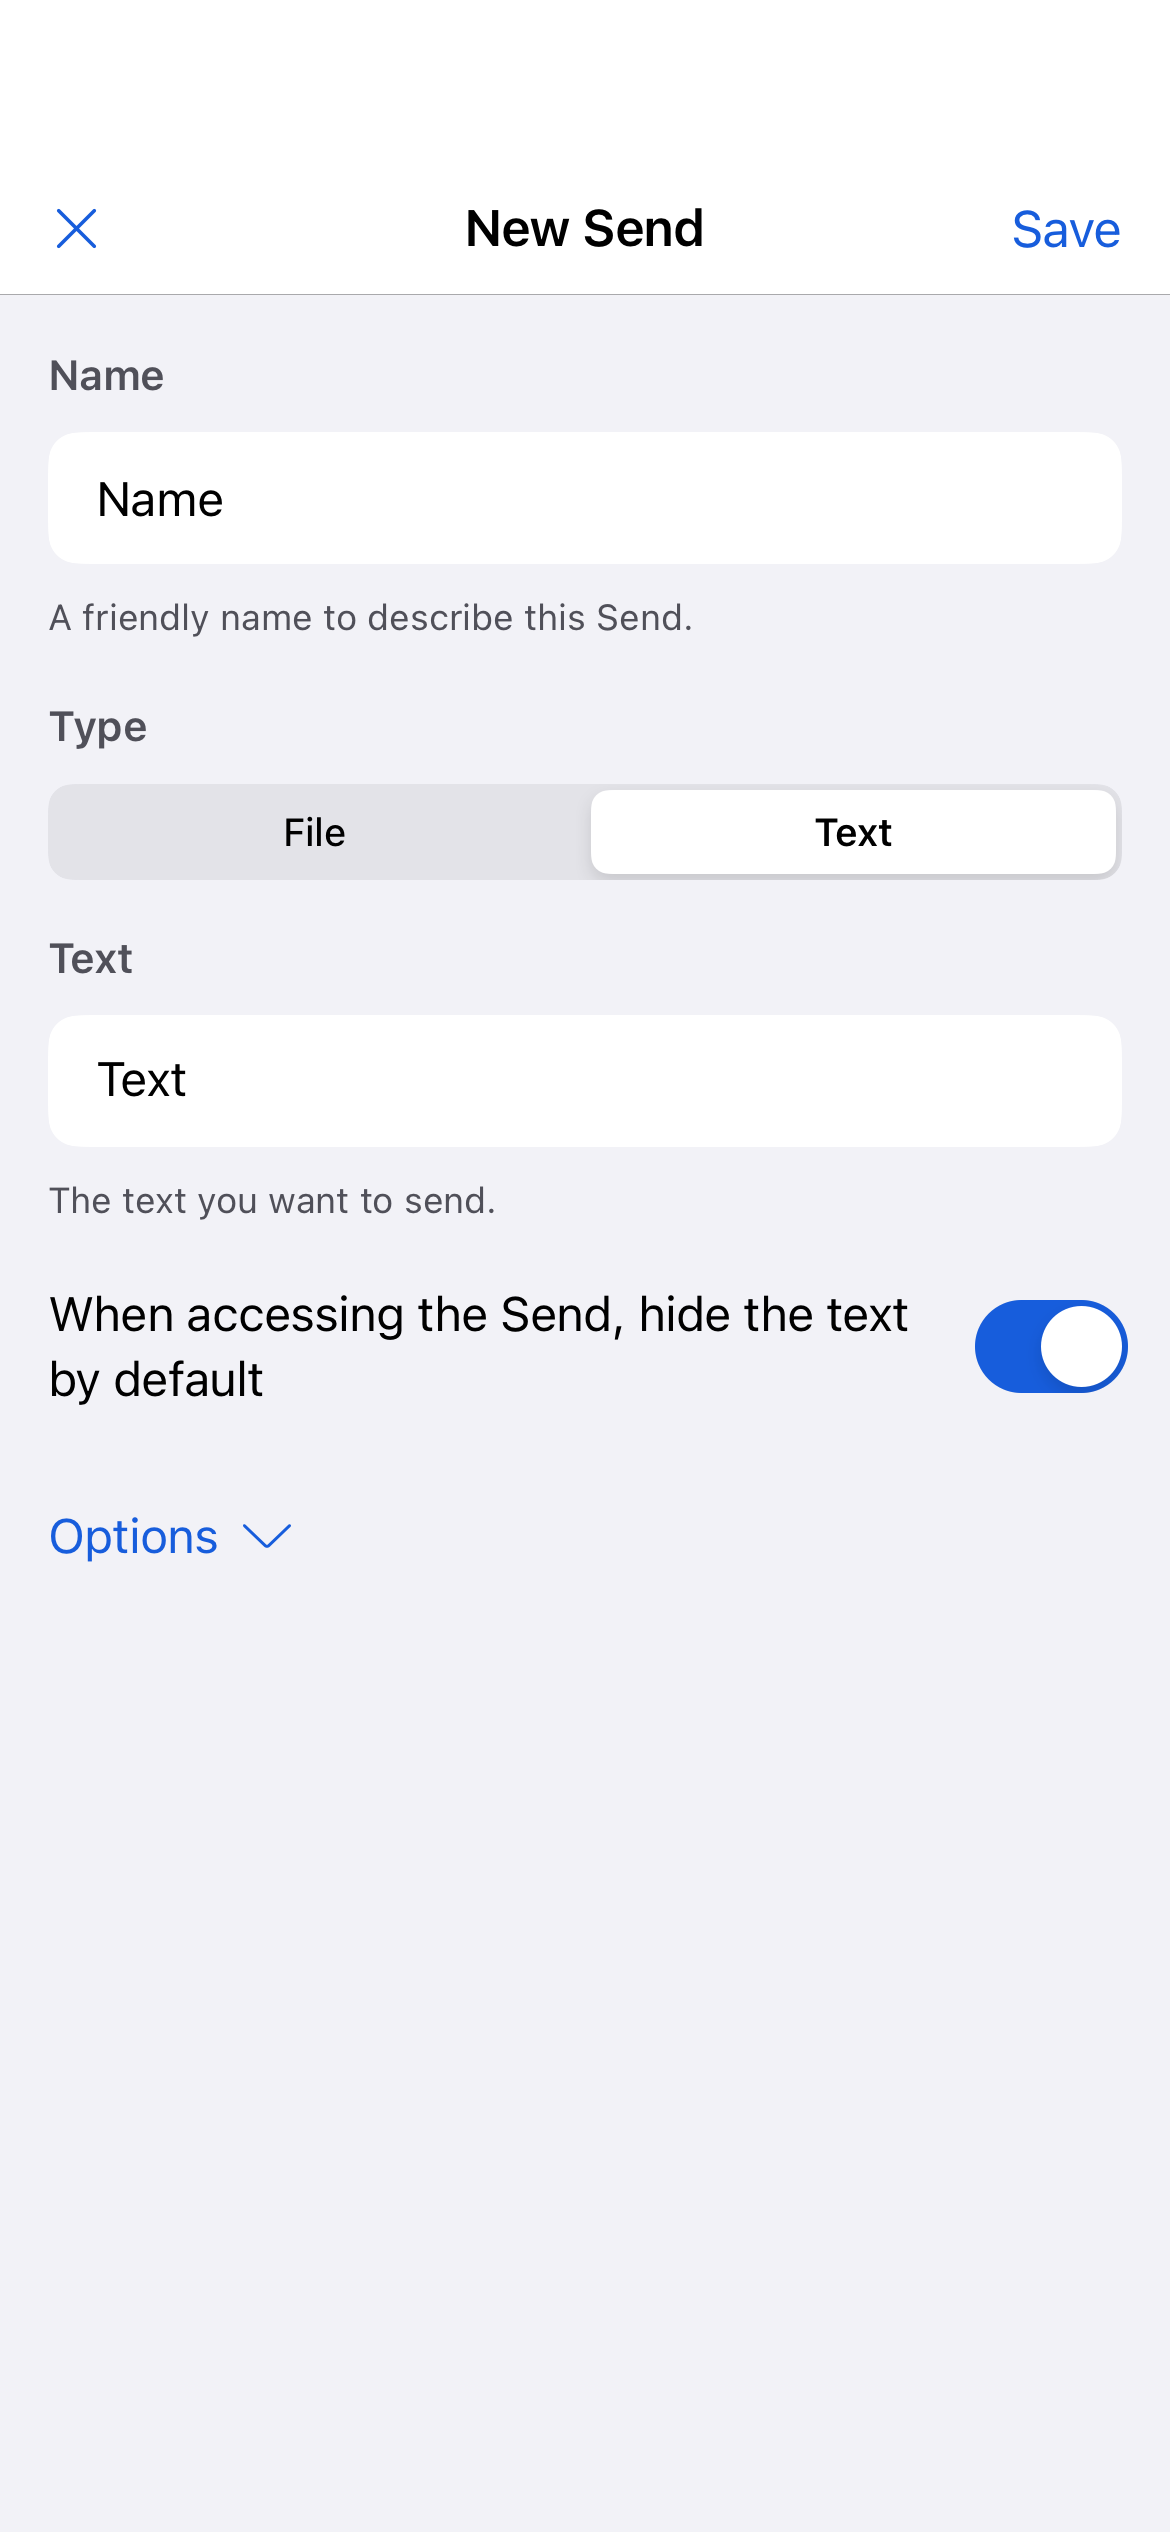 New Send
Save
Name
Name
A friendly name to describe this Send.
Type
File
Text
Text
Text
The text you want to send.
When accessing the Send, hide the text
by default
Options